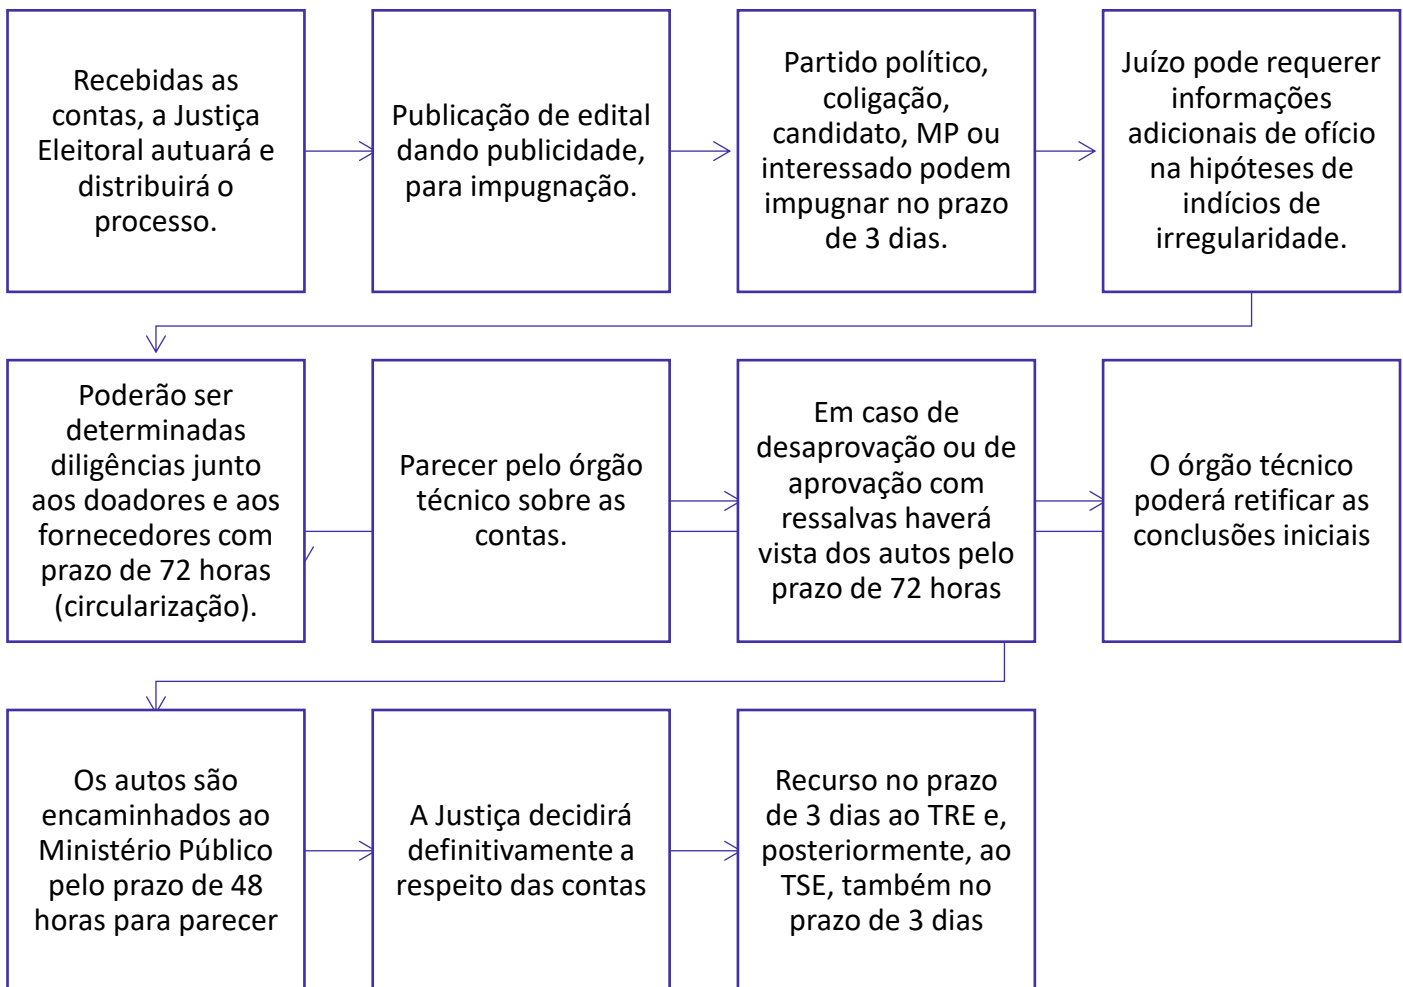 Recebidas as
contas, a Justiça
Eleitoral autuará e
distribuirá o
processo.
Publicação de edital
dando publicidade,
para impugnação.
Partido político,
coligação,
candidato, MP ou
interessado podem
impugnar no prazo
de 3 dias.
Juízo pode requerer
informações
adicionais de ofício
na hipóteses de
indícios de
irregularidade.
Poderão ser
determinadas
diligências junto
aos doadores e aos
fornecedores com
prazo de 72 horas
(circularização).
Parecer pelo órgão
técnico sobre as
contas.
Em caso de
desaprovação ou de
aprovação com
ressalvas haverá
vista dos autos pelo
prazo de 72 horas
O órgão técnico
poderá retificar as
conclusões iniciais
Os autos são
encaminhados ao
Ministério Público
pelo prazo de 48
horas para parecer
A Justiça decidirá
definitivamente a
respeito das contas
Recurso no prazo
de 3 dias ao TRE e,
posteriormente, ao
TSE, também no
prazo de 3 dias